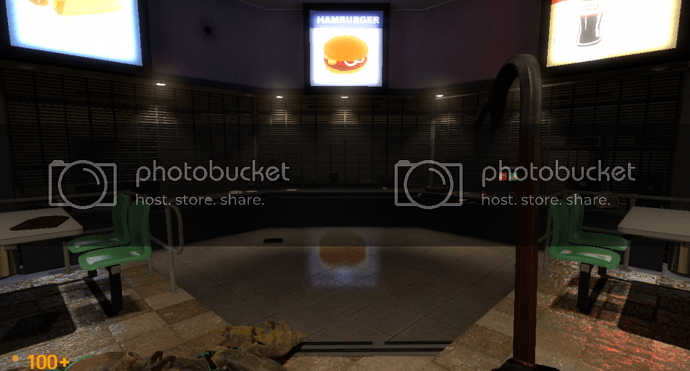 HAMBURGER
photobucket
host. store. share.
photobucket
host. store. share.
100+